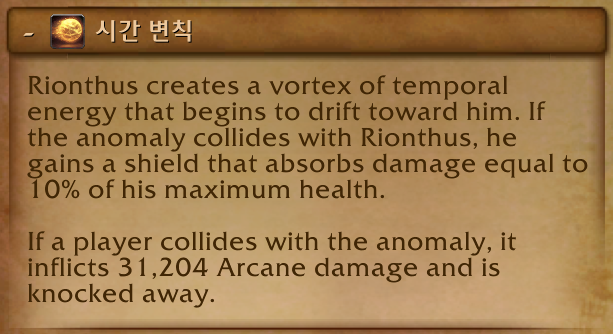 - 시간 변칙
Rionthus creates a vortex of temporal
energy that begins to drift toward him. If
the anomaly collides with Rionthus, he
gains a shield that absorbs damage equal to
10% of his maximum health.
If a player collides with the anomaly, it
inflicts 31,204 Arcane damage and is
knocked away.